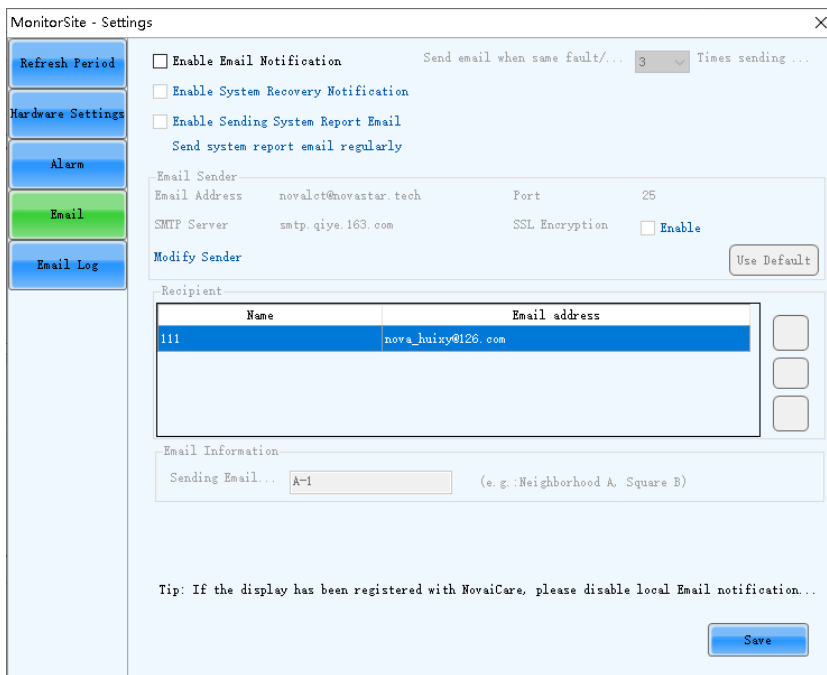 MonitorSite - Settings
Refresh Period
Hardware Settings
Alarm
Email
Email Log
Enable Email Notification
Send email when same fault/... 3 Times sending ...
Enable System Recovery Notification
Enable Sending System Report Email
Send system report email regularly
Email Sender
Email Address novalct@novastar.tech Port 25
SMTP Server smtp.qiye.163.com SSL Encryption Enable
Modify Sender Use Default
Recipient
Name Email address
111 nova_huixy@126.com
Email Information
Sending Email... A-1 (e.g.:Neighborhood A, Square B)
Tip: If the display has been registered with NovaiCare, please disable local Email notification...
Save